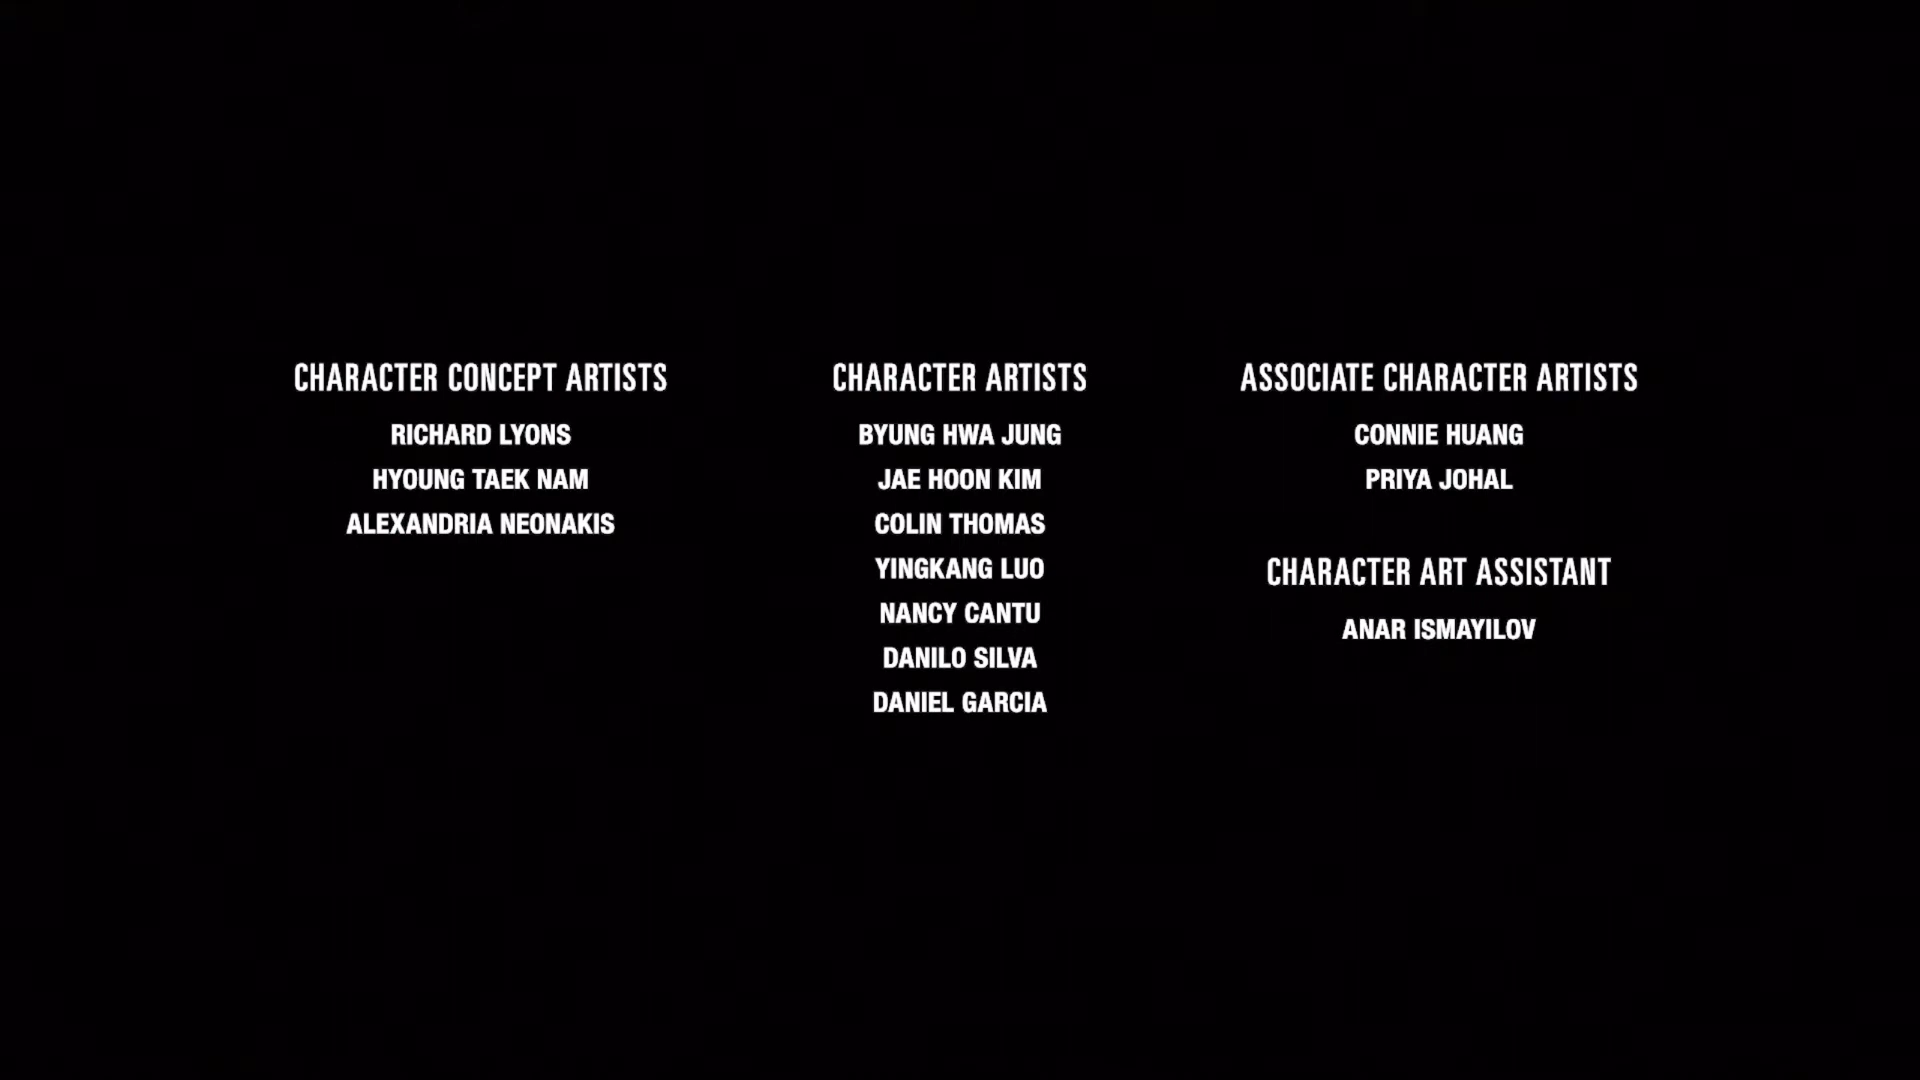 CHARACTER CONCEPT ARTISTS
RICHARD LYONS
HYOUNG TAEK NAM
ALEXANDRIA NEONAKIS
CHARACTER ARTISTS
BYUNG HWA JUNG
JAE HOON KIM
COLIN THOMAS
YINGKANG LUO
NANCY CANTU
DANILO SILVA
DANIEL GARCIA
ASSOCIATE CHARACTER ARTISTS
CONNIE HUANG
PRIYA JOHAL
CHARACTER ART ASSISTANT
ANAR ISMAYILOV